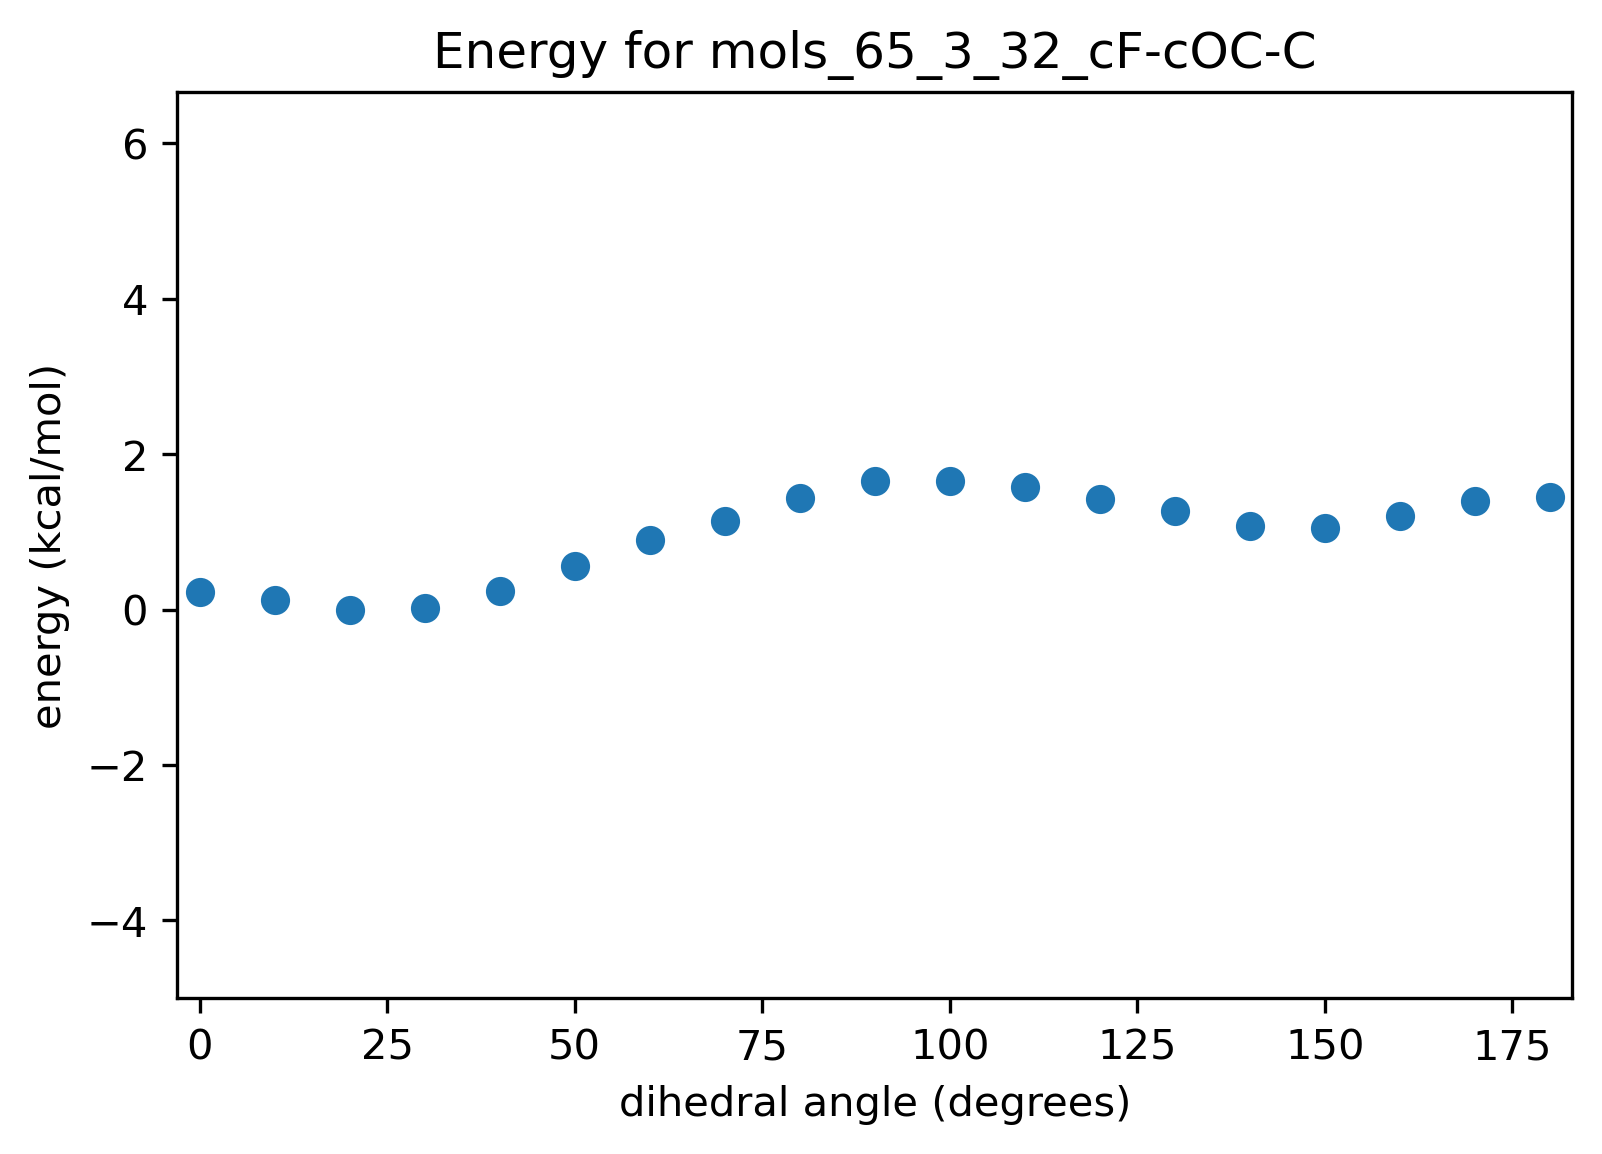 Energy for mols_65_3_32_cF-cOC-C
energy (kcal/mol)
6
4
2
0
−2
−4
0 25 50 75 100 125 150 175
dihedral angle (degrees)